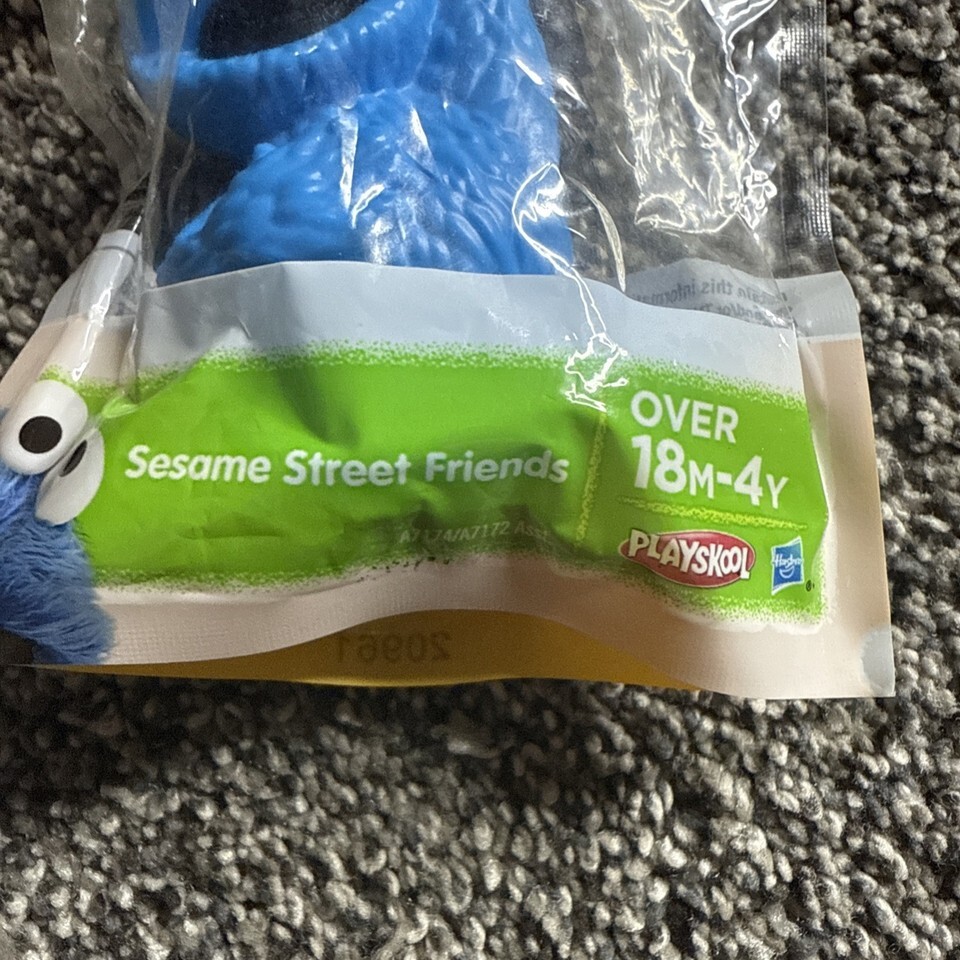 Sesame Street Friends
A7174/A7172 Asst.
OVER
18M-4Y
PLAYSKOOL
Hasbro
®
20961